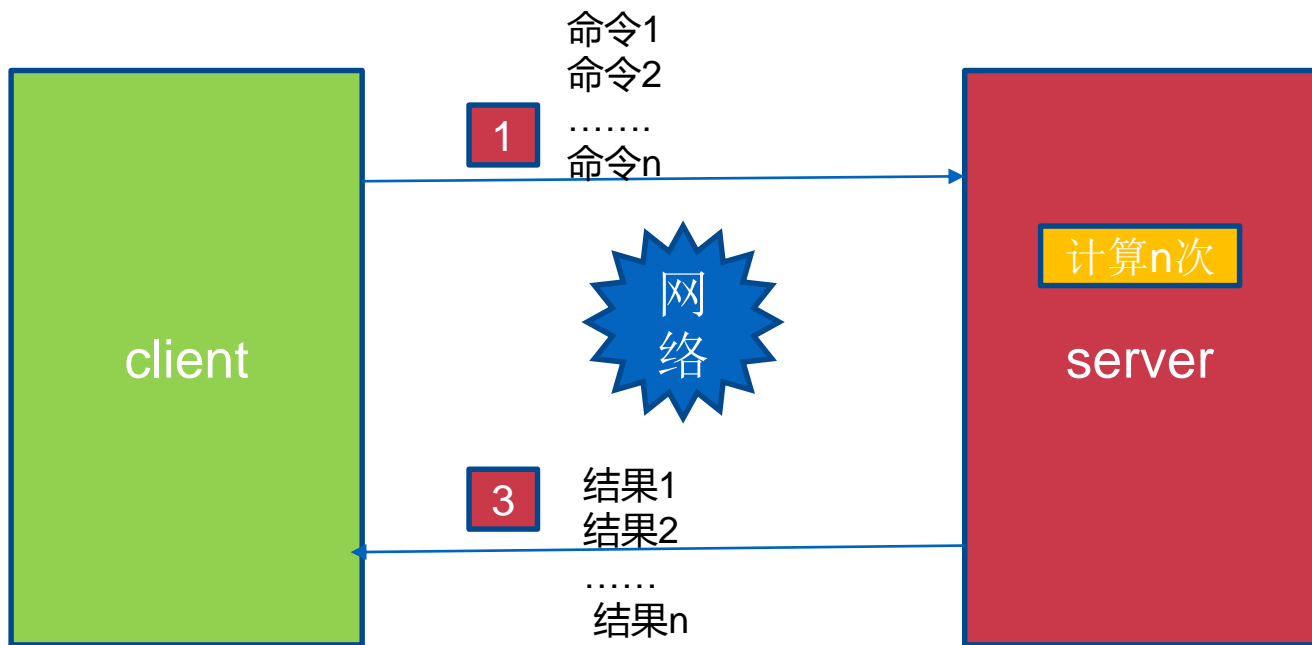 命令1
命令2
…….
命令n
1
计算n次
网
络
client
server
3
结果1
结果2
……
结果n